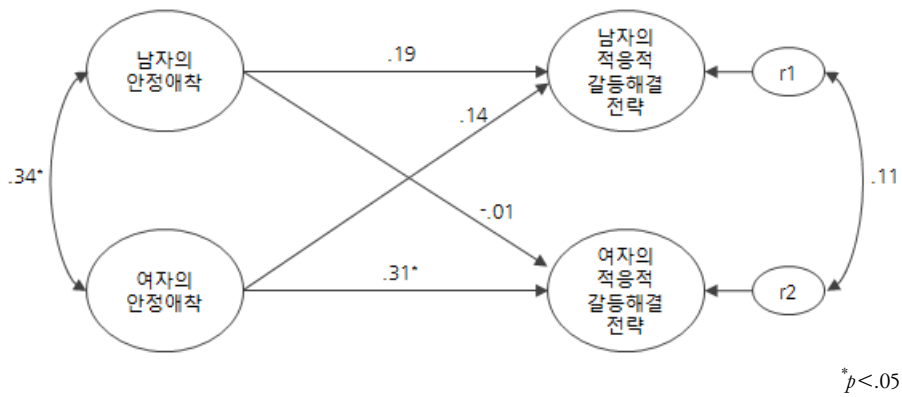 남자의
안정애착
.19
남자의
적응적
갈등해결
전략
r1
.14
.34*
.11
-.01
여자의
안정애착
.31*
여자의
적응적
갈등해결
전략
r2
*p<.05